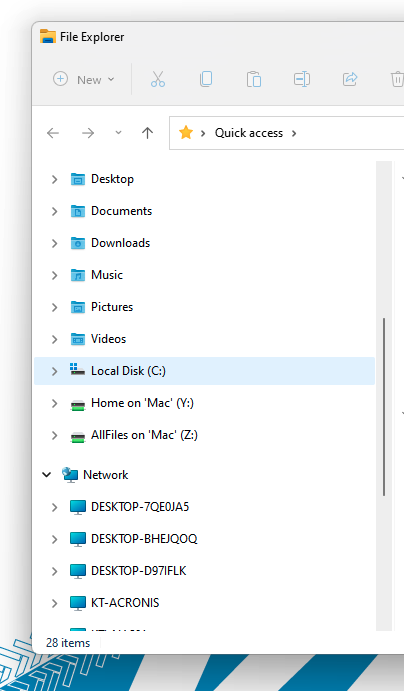 File Explorer
New
Quick access
Desktop
Documents
Downloads
Music
Pictures
Videos
Local Disk (C:)
Home on 'Mac' (Y:)
AllFiles on 'Mac' (Z:)
Network
DESKTOP-7QE0JA5
DESKTOP-BHEJQOQ
DESKTOP-D97IFLK
KT-ACRONIS
28 items